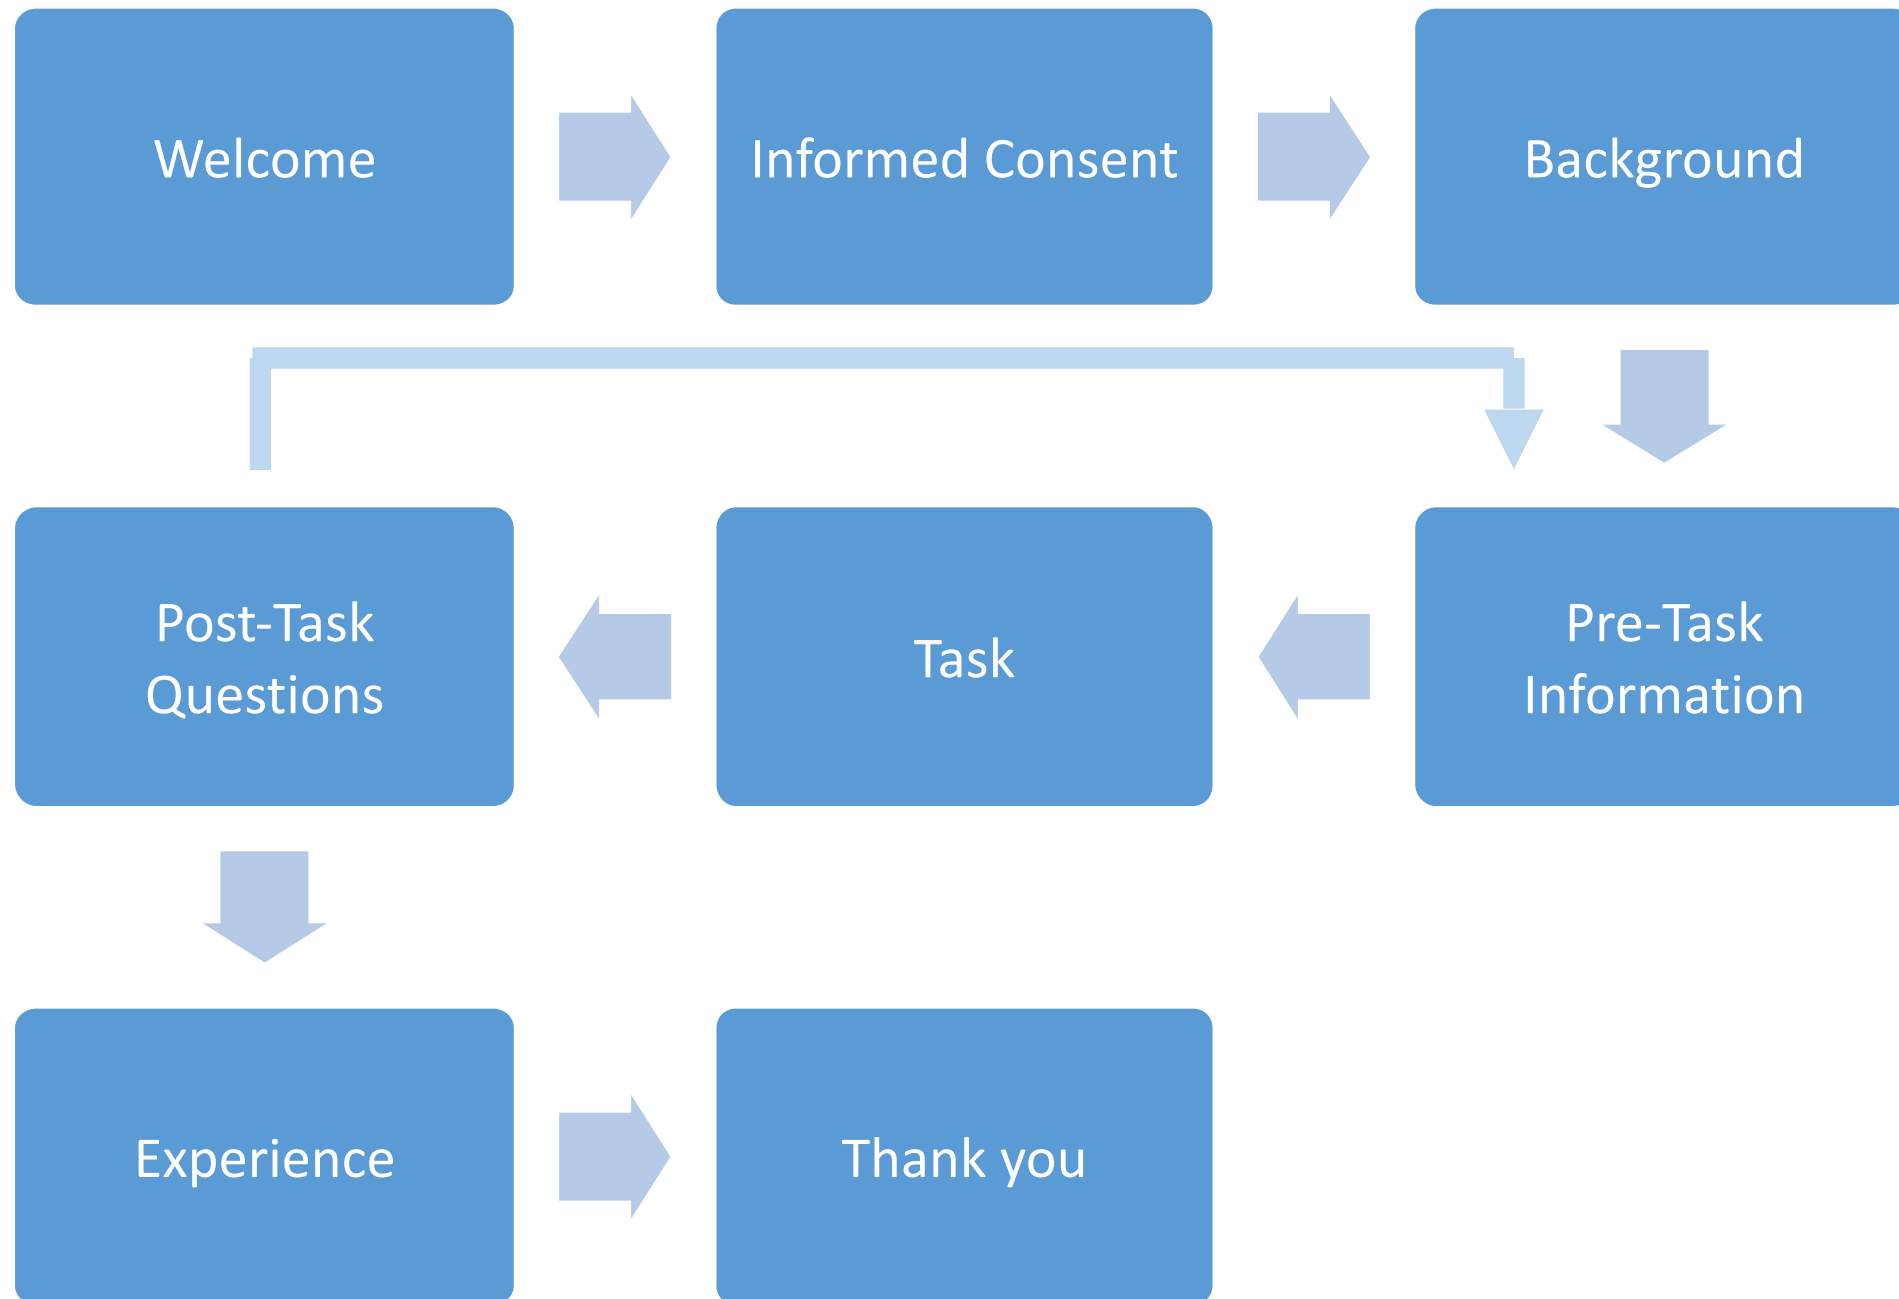 Welcome
Informed Consent
Background
Post-Task
Questions
Task
Pre-Task
Information
Experience
Thank you